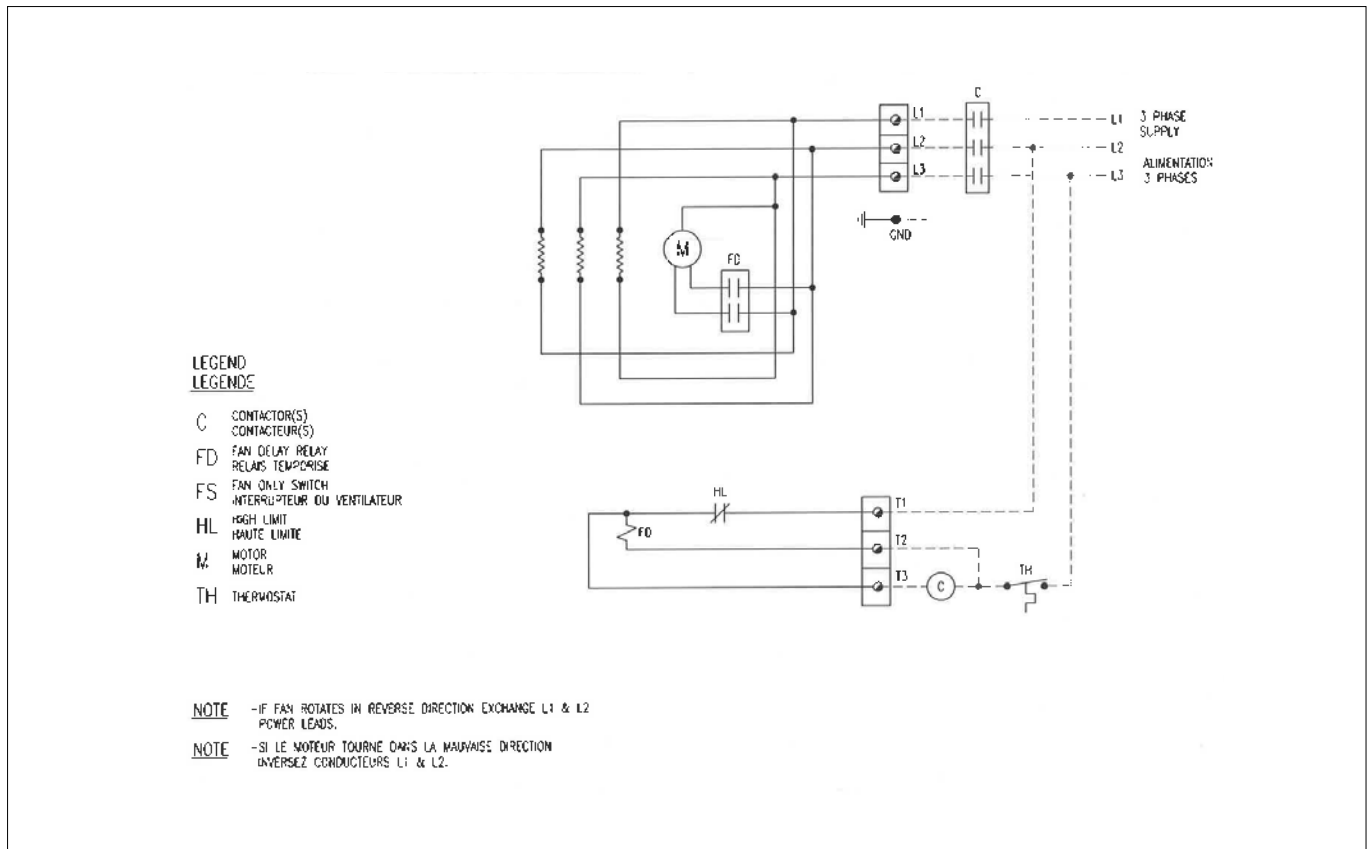 C
L1
L1
3 PHASE
SUPPLY
L2
L2
L3
L3
ALIMENTATION
3 PHASES
GND
M
FD
LEGEND
LEGENDE
C CONTACTOR(S)
CONTACTEUR(S)
FD FAN DELAY RELAY
RELAIS TEMPORISE
FS FAN ONLY SWITCH
INTERRUPTEUR DU VENTILATEUR
HL HIGH LIMIT
HAUTE LIMITE
M MOTOR
MOTEUR
TH THERMOSTAT
HL
T1
FD
T2
T3
C
TH
NOTE -IF FAN ROTATES IN REVERSE DIRECTION EXCHANGE L1 & L2
POWER LEADS.
NOTE -SI LE MOTEUR TOURNE DANS LA MAUVAISE DIRECTION
INVERSEZ CONDUCTEURS L1 & L2.